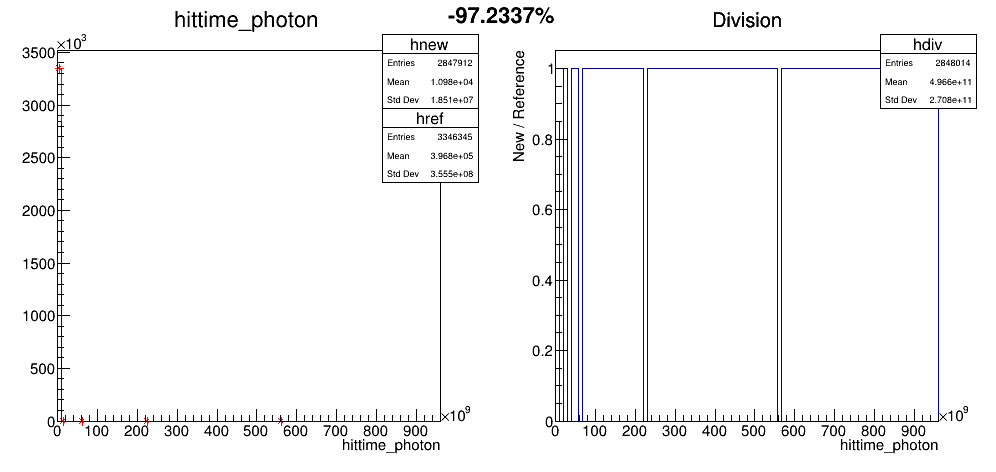 -97.2337%
hittime_photon
×10³
hnew
Entries 2847912
Mean 1.098e+04
Std Dev 1.851e+07
href
Entries 3346345
Mean 3.968e+05
Std Dev 3.555e+08
3500
3000
2500
2000
1500
1000
500
0
0 100 200 300 400 500 600 700 800 900
×10⁹
hittime_photon
Division
hdiv
Entries 2848014
Mean 4.966e+11
Std Dev 2.708e+11
New / Reference
1
0.8
0.6
0.4
0.2
0
0 100 200 300 400 500 600 700 800 900
×10⁹
hittime_photon